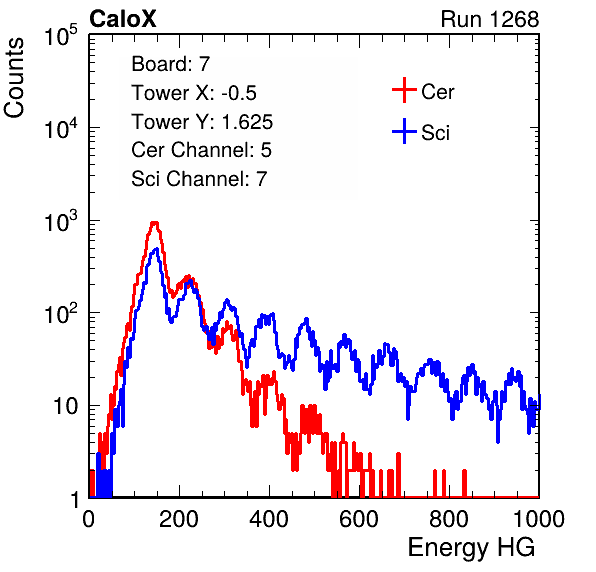 CaloX Run 1268
Counts
Board: 7
Tower X: -0.5
Tower Y: 1.625
Cer Channel: 5
Sci Channel: 7
Cer
Sci
10^5
10^4
10^3
10^2
10
1
0 200 400 600 800 1000
Energy HG